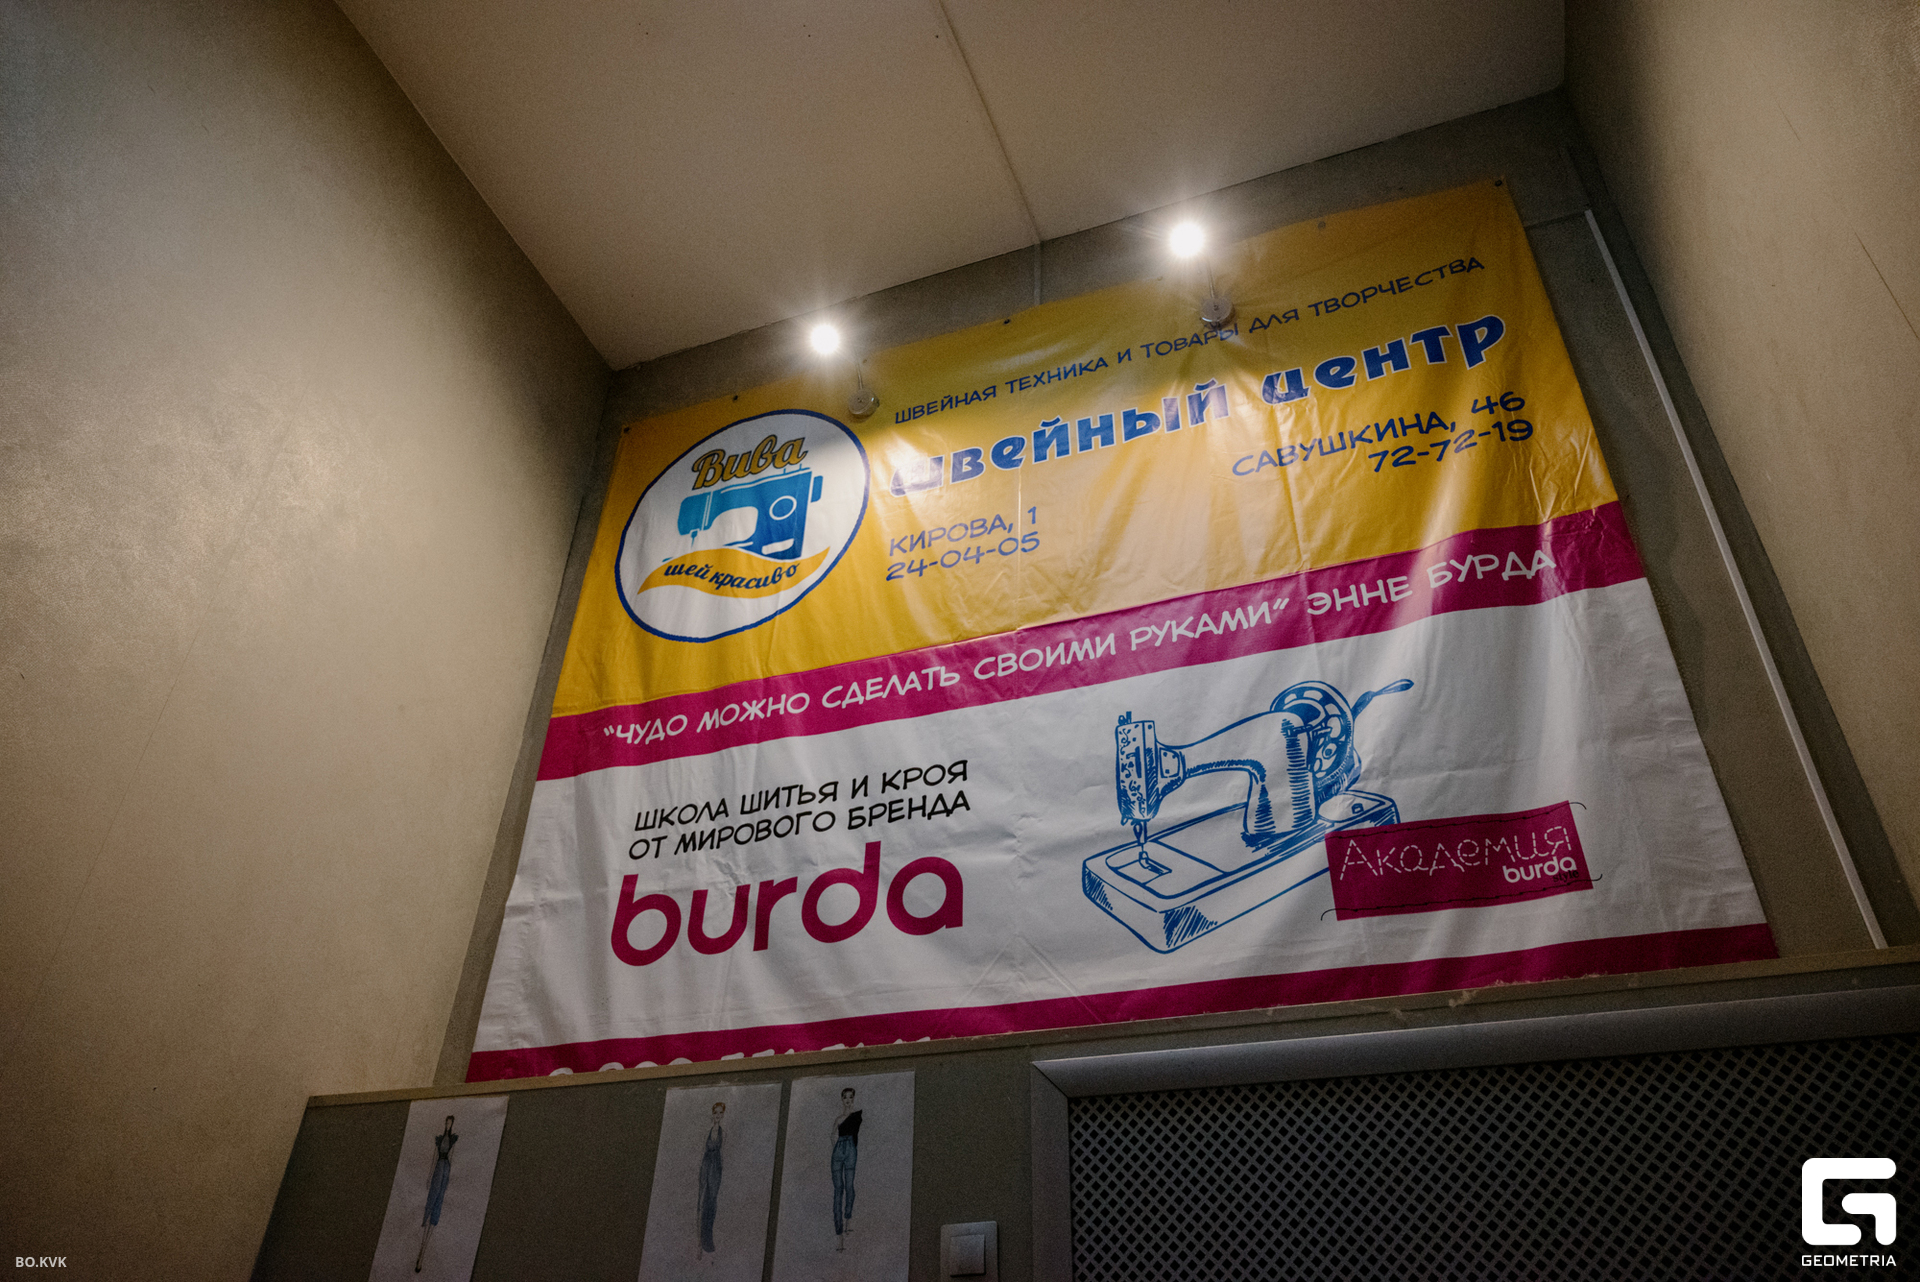 ШВЕЙНАЯ ТЕХНИКА И ТОВАРЫ ДЛЯ ТВОРЧЕСТВА
швейный центр
Вива
шей красиво
КИРОВА, 1
24-04-05
САВУШКИНА, 46
72-72-19
"ЧУДО МОЖНО СДЕЛАТЬ СВОИМИ РУКАМИ" ЭННЕ БУРДА
ШКОЛА ШИТЬЯ И КРОЯ
ОТ МИРОВОГО БРЕНДА
burda
Академия
burda
style
BO.KVK
GEOMETRIA